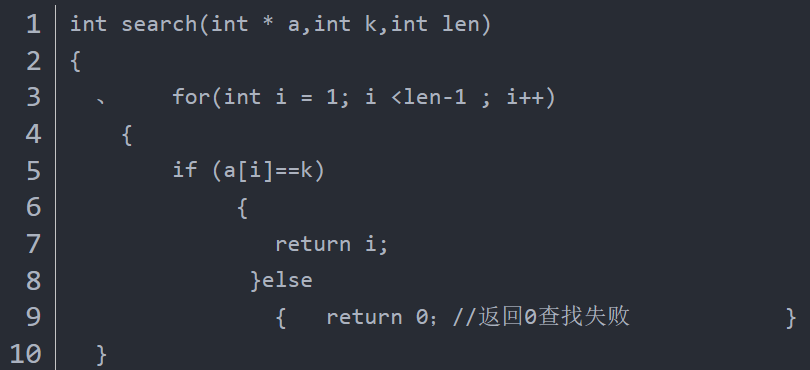 1 int search(int * a,int k,int len)
2 {
3   、    for(int i = 1; i <len-1 ; i++)
4     {
5         if (a[i]==k)
6              {
7                 return i;
8               }else
9                 {   return 0；//返回0查找失败            }
10   }